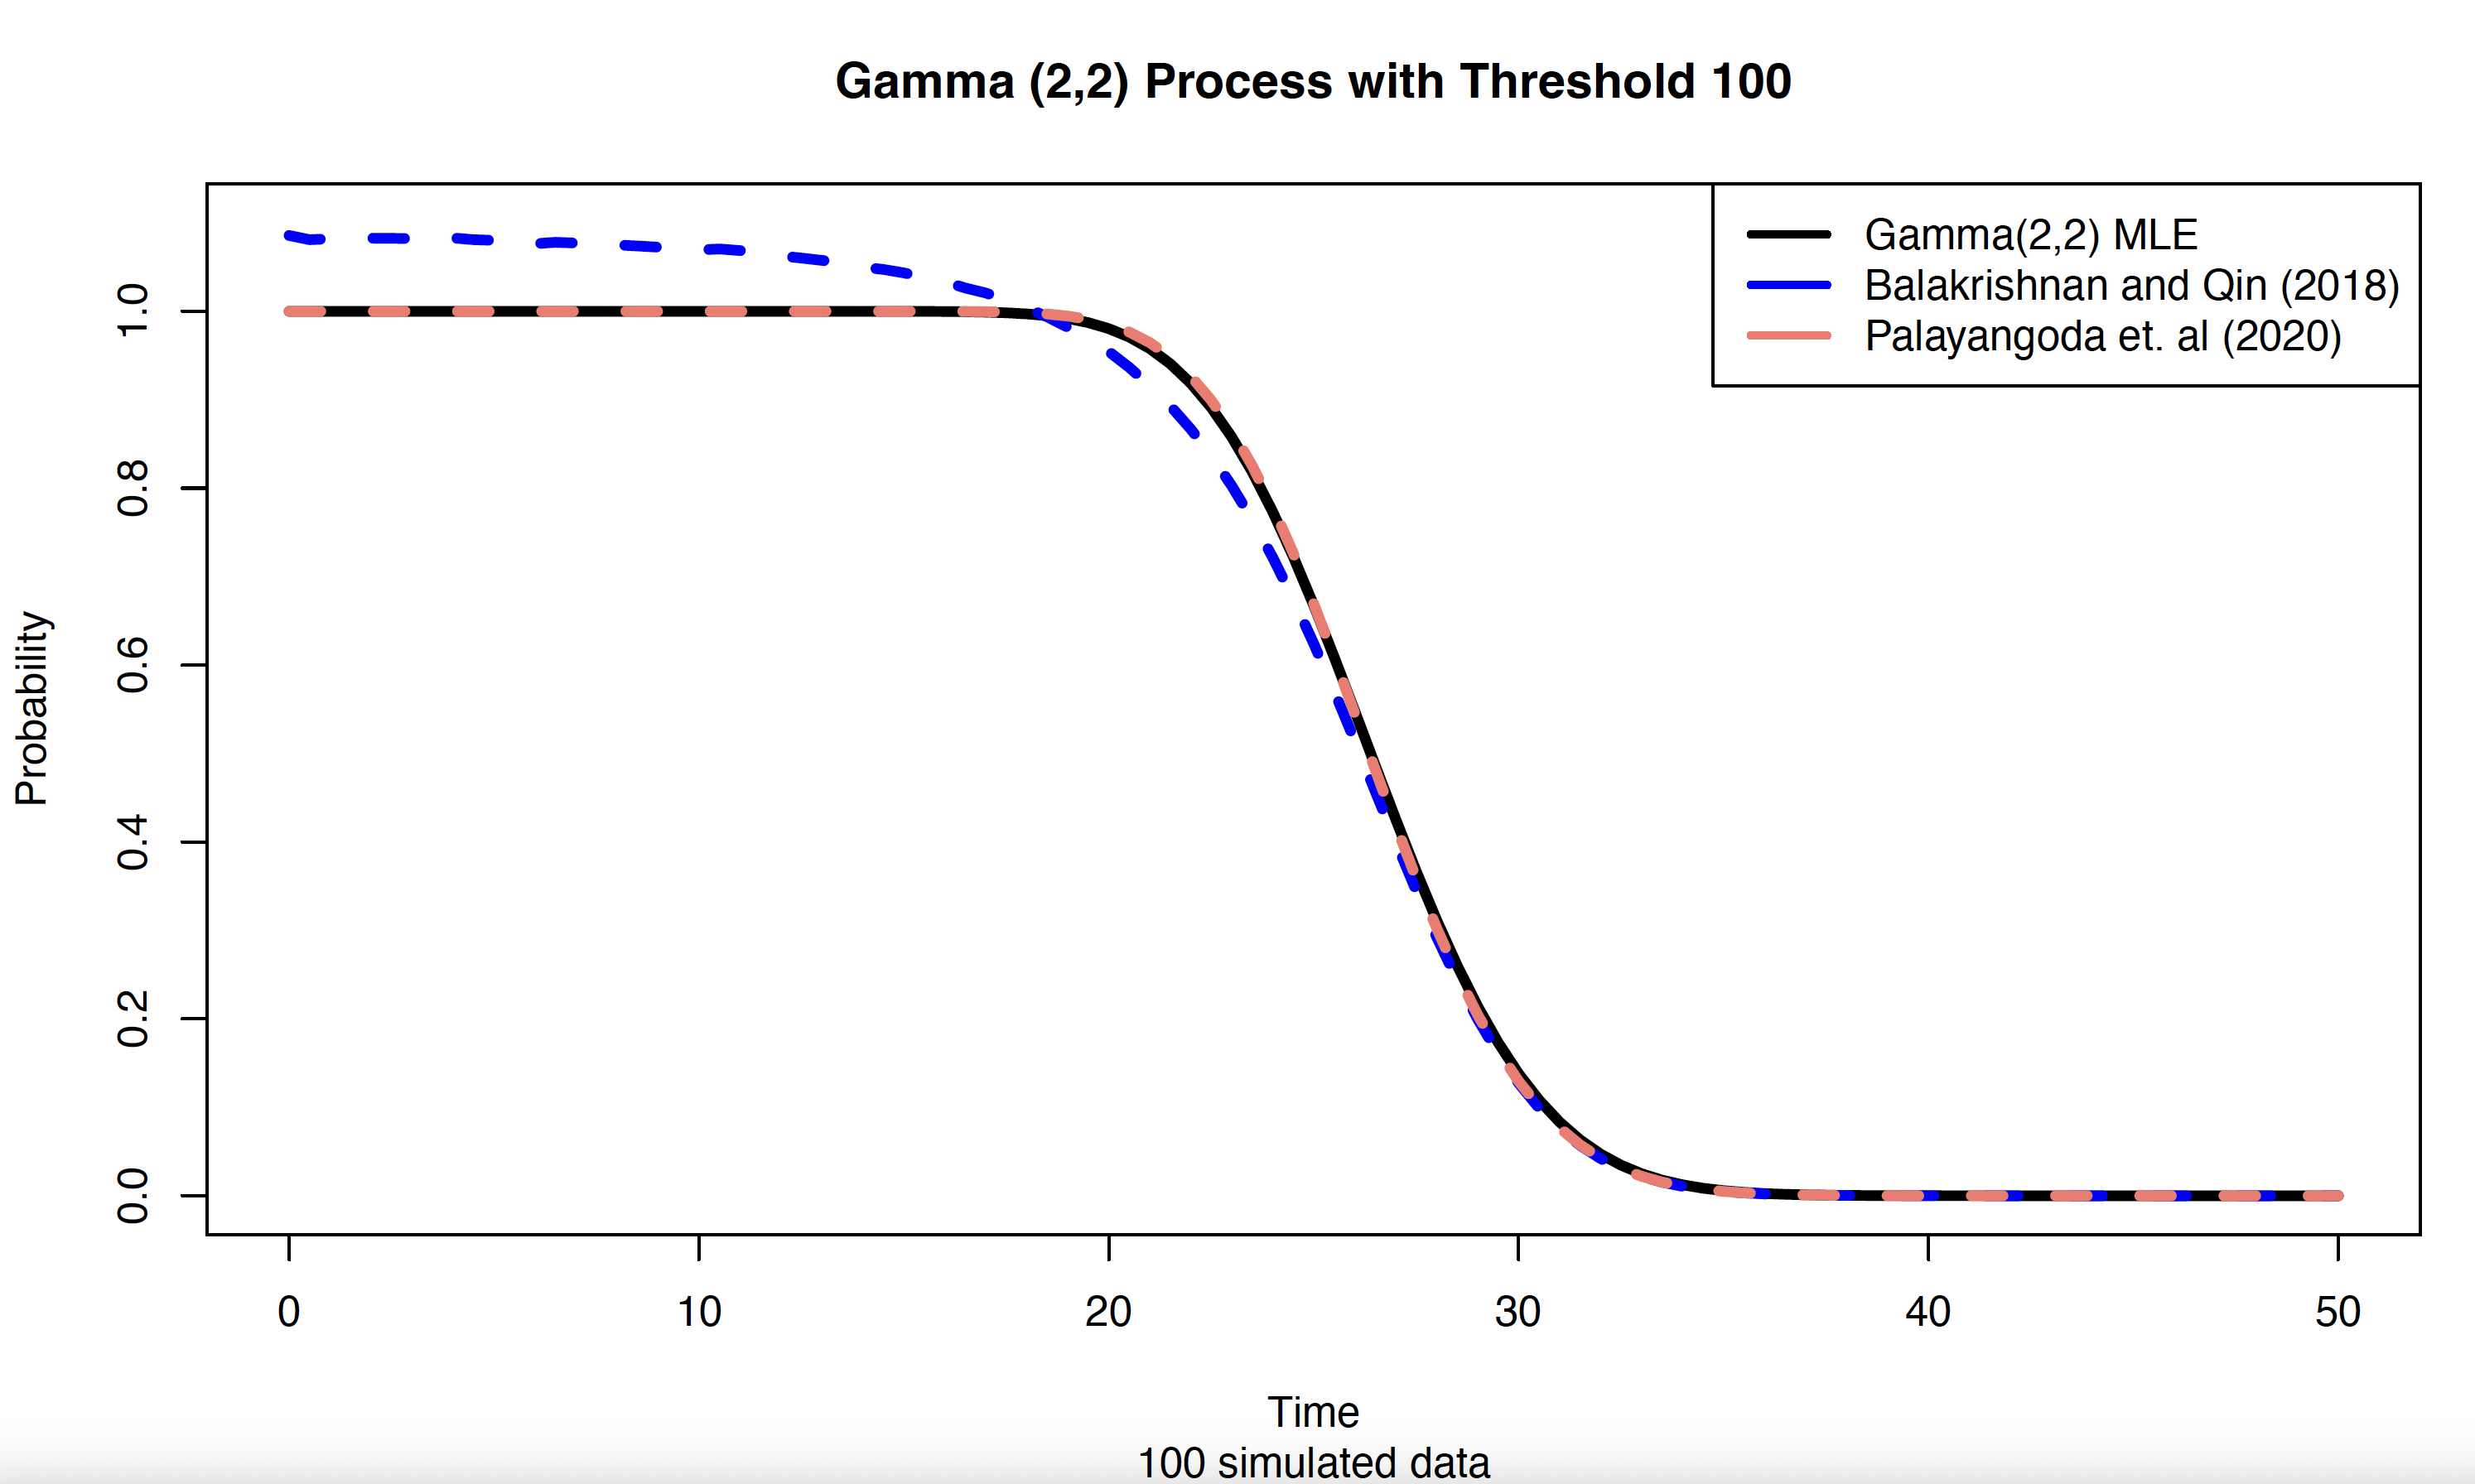 Gamma (2,2) Process with Threshold 100
Gamma(2,2) MLE
Balakrishnan and Qin (2018)
Palayangoda et. al (2020)
Probability
1.0
0.8
0.6
0.4
0.2
0.0
0 10 20 30 40 50
Time
100 simulated data